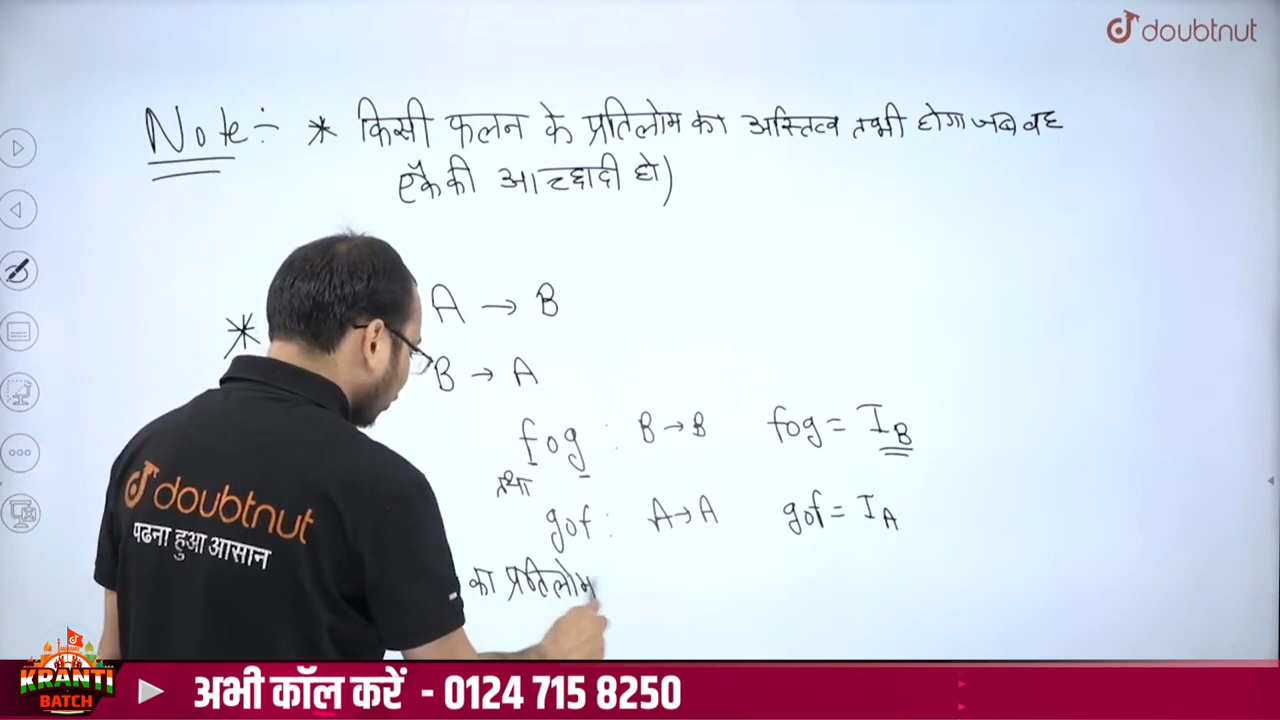 doubtnut
Note :- * किसी फलन के प्रतिलोम का अस्तित्व तभी होगा जब वह
एकैकी आच्छादी हो)
*
A → B
B → A
fog : B → B fog = I_B
तथा
gof : A → A gof = I_A
का प्रतिलोम
doubtnut
पढना हुआ आसान
KRANTI
BATCH
अभी कॉल करें - 0124 715 8250